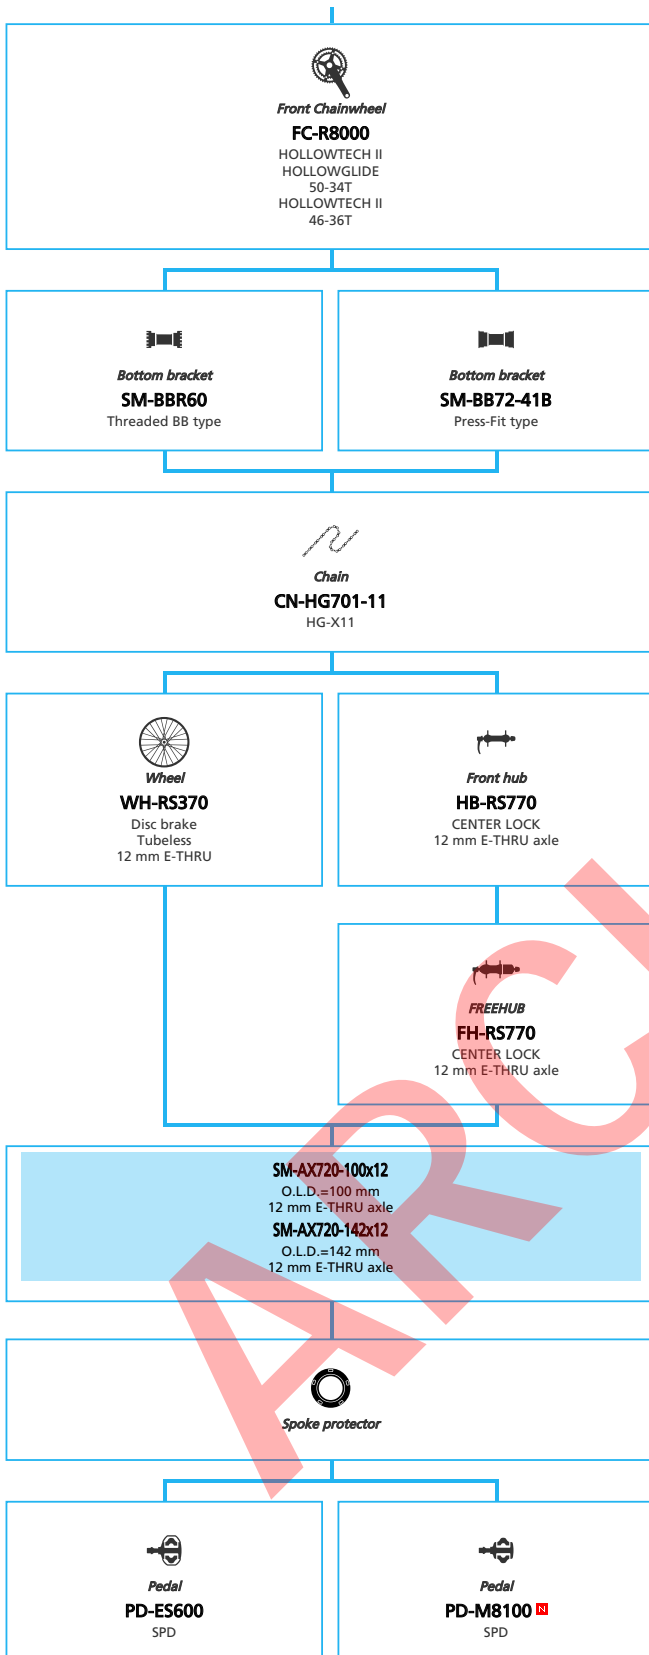 Front Chainwheel
FC-R8000
HOLLOWTECH II
HOLLOWGLIDE
50-34T
HOLLOWTECH II
46-36T
Bottom bracket
SM-BBR60
Threaded BB type
Bottom bracket
SM-BB72-41B
Press-Fit type
Chain
CN-HG701-11
HG-X11
Wheel
WH-RS370
Disc brake
Tubeless
12 mm E-THRU
Front hub
HB-RS770
CENTER LOCK
12 mm E-THRU axle
FREEHUB
FH-RS770
CENTER LOCK
12 mm E-THRU axle
SM-AX720-100x12
O.L.D.=100 mm
12 mm E-THRU axle
SM-AX720-142x12
O.L.D.=142 mm
12 mm E-THRU axle
Spoke protector
Pedal
PD-ES600
SPD
Pedal
PD-M8100 N
SPD